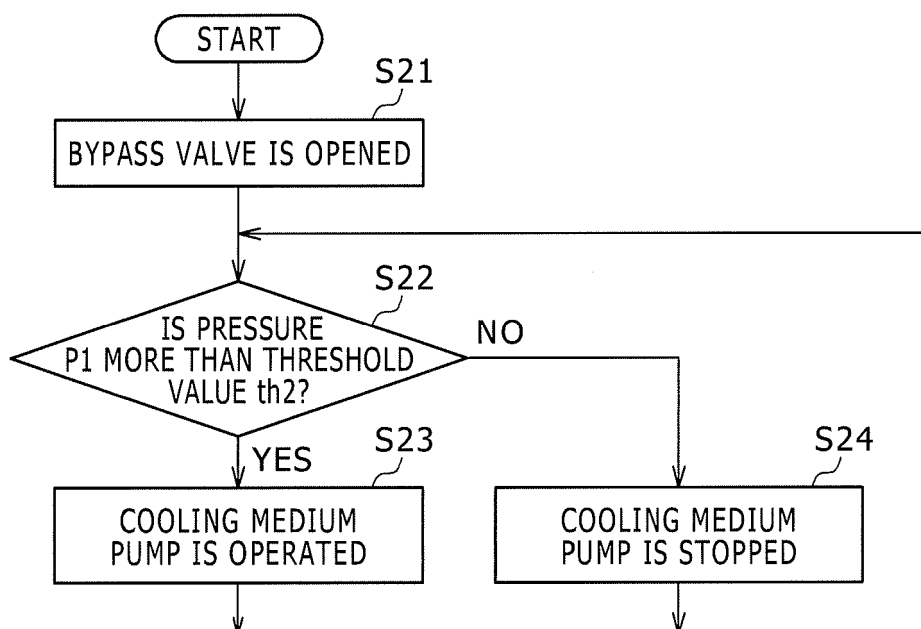 START
S21
BYPASS VALVE IS OPENED
S22
IS PRESSURE
P1 MORE THAN THRESHOLD
VALUE th2?
NO
YES
S23
COOLING MEDIUM
PUMP IS OPERATED
S24
COOLING MEDIUM
PUMP IS STOPPED